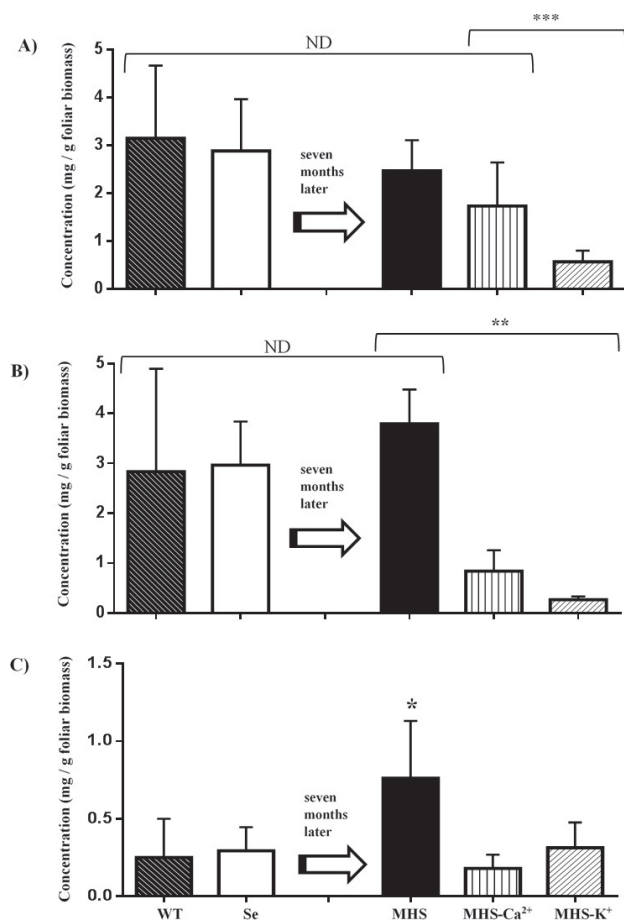 A)
ND
***
Concentration (mg / g foliar biomass)
5
4
3
2
1
0
seven
months
later
B)
ND
**
Concentration (mg / g foliar biomass)
5
4
3
2
1
0
seven
months
later
C)
Concentration (mg / g foliar biomass)
1.5
1.0
0.5
0.0
seven
months
later
*
WT Se MHS MHS-Ca²⁺ MHS-K⁺